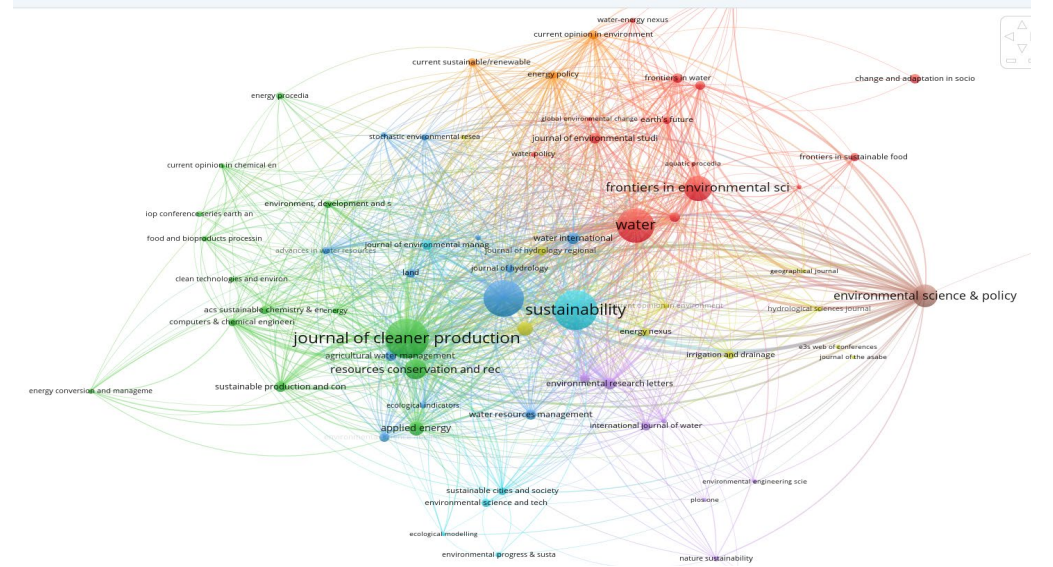 water-energy nexus
current opinion in environment
current sustainable/renewable
energy policy
frontiers in water
change and adaptation in socio
energy procedia
global environmental change
earth's future
stochastic environmental resea
journal of environmental studi
water policy
frontiers in sustainable food
aquatic procedia
current opinion in chemical en
frontiers in environmental sci
environment, development and s
iop conference series earth an
water
food and bioproducts processin
water international
journal of environmental manag
advances in water resources
journal of hydrology regional
land
journal of hydrology
geographical journal
clean technologies and environ
environmental science & policy
sustainability
hydrological sciences journal
acs sustainable chemistry & en
energy
computers & chemical engineeri
energy nexus
journal of cleaner production
e3s web of conferences
agricultural water management
irrigation and drainage
journal of the asabe
resources conservation and rec
environmental research letters
sustainable production and con
energy conversion and manageme
ecological indicators
water resources management
applied energy
international journal of water
environmental engineering scie
sustainable cities and society
plos one
environmental science and tech
ecological modelling
environmental progress & susta
nature sustainability